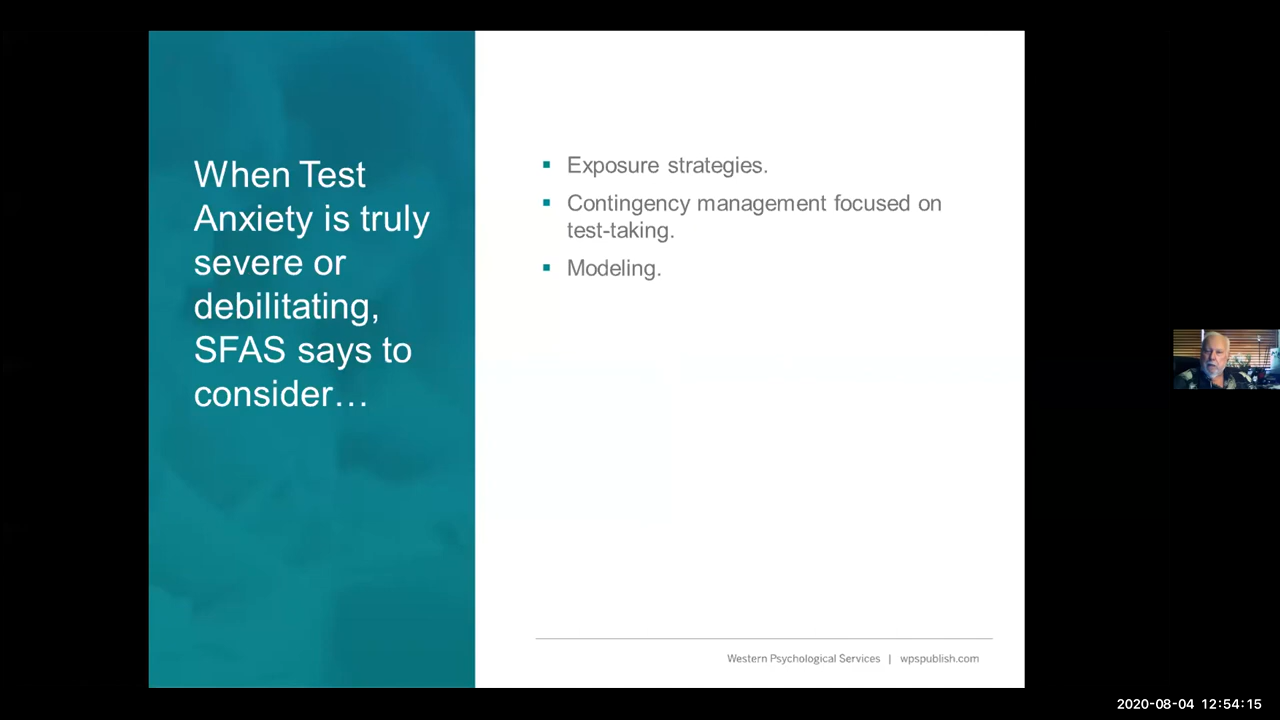 When Test
Anxiety is truly
severe or
debilitating,
SFAS says to
consider…
▪ Exposure strategies.
▪ Contingency management focused on
test-taking.
▪ Modeling.
Western Psychological Services | wpspublish.com
2020-08-04 12:54:15